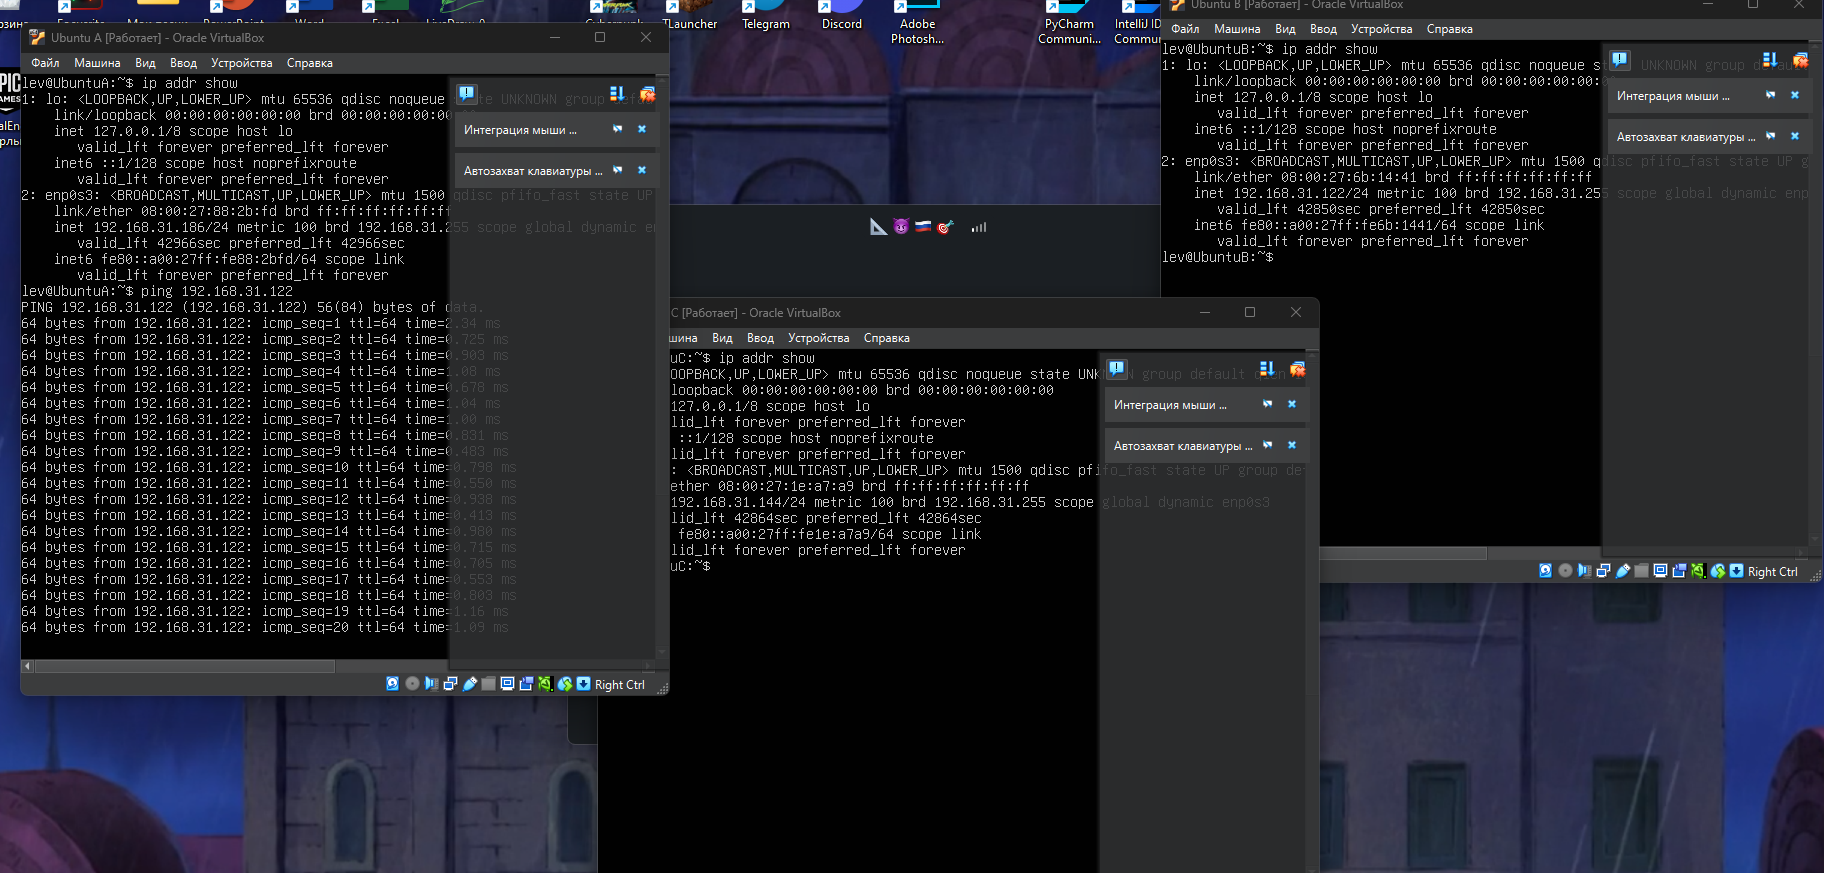 PowerPoint
Word
Excel
TLauncher
Telegram
Discord
Adobe
Photosh...
PyCharm
Communi...
IntelliJ ID
Commu
EPIC
GAMES
Ubuntu A [Работает] - Oracle VirtualBox
Файл Машина Вид Ввод Устройства Справка
lev@UbuntuA:~$ ip addr show
1: lo: <LOOPBACK,UP,LOWER_UP> mtu 65536 qdisc noqueue state UNKNOWN group default
link/loopback 00:00:00:00:00:00 brd 00:00:00:00:00:00
inet 127.0.0.1/8 scope host lo
valid_lft forever preferred_lft forever
inet6 ::1/128 scope host noprefixroute
valid_lft forever preferred_lft forever
2: enp0s3: <BROADCAST,MULTICAST,UP,LOWER_UP> mtu 1500 qdisc pfifo_fast state UP
link/ether 08:00:27:88:2b:fd brd ff:ff:ff:ff:ff:ff
inet 192.168.31.186/24 metric 100 brd 192.168.31.255 scope global dynamic en
valid_lft 42966sec preferred_lft 42966sec
inet6 fe80::a00:27ff:fe88:2bfd/64 scope link
valid_lft forever preferred_lft forever
lev@UbuntuA:~$ ping 192.168.31.122
PING 192.168.31.122 (192.168.31.122) 56(84) bytes of data.
64 bytes from 192.168.31.122: icmp_seq=1 ttl=64 time=2.34 ms
64 bytes from 192.168.31.122: icmp_seq=2 ttl=64 time=0.725 ms
64 bytes from 192.168.31.122: icmp_seq=3 ttl=64 time=0.903 ms
64 bytes from 192.168.31.122: icmp_seq=4 ttl=64 time=1.08 ms
64 bytes from 192.168.31.122: icmp_seq=5 ttl=64 time=0.678 ms
64 bytes from 192.168.31.122: icmp_seq=6 ttl=64 time=1.04 ms
64 bytes from 192.168.31.122: icmp_seq=7 ttl=64 time=1.00 ms
64 bytes from 192.168.31.122: icmp_seq=8 ttl=64 time=0.831 ms
64 bytes from 192.168.31.122: icmp_seq=9 ttl=64 time=0.483 ms
64 bytes from 192.168.31.122: icmp_seq=10 ttl=64 time=0.798 ms
64 bytes from 192.168.31.122: icmp_seq=11 ttl=64 time=0.550 ms
64 bytes from 192.168.31.122: icmp_seq=12 ttl=64 time=0.938 ms
64 bytes from 192.168.31.122: icmp_seq=13 ttl=64 time=0.413 ms
64 bytes from 192.168.31.122: icmp_seq=14 ttl=64 time=0.980 ms
64 bytes from 192.168.31.122: icmp_seq=15 ttl=64 time=0.715 ms
64 bytes from 192.168.31.122: icmp_seq=16 ttl=64 time=0.705 ms
64 bytes from 192.168.31.122: icmp_seq=17 ttl=64 time=0.553 ms
64 bytes from 192.168.31.122: icmp_seq=18 ttl=64 time=0.803 ms
64 bytes from 192.168.31.122: icmp_seq=19 ttl=64 time=1.16 ms
64 bytes from 192.168.31.122: icmp_seq=20 ttl=64 time=1.09 ms
Интеграция мыши ...
Автозахват клавиатуры ...
Right Ctrl
C [Работает] - Oracle VirtualBox
шина Вид Ввод Устройства Справка
uC:~$ ip addr show
OOPBACK,UP,LOWER_UP> mtu 65536 qdisc noqueue state UNKNOWN group default qlen
loopback 00:00:00:00:00:00 brd 00:00:00:00:00:00
127.0.0.1/8 scope host lo
lid_lft forever preferred_lft forever
::1/128 scope host noprefixroute
lid_lft forever preferred_lft forever
: <BROADCAST,MULTICAST,UP,LOWER_UP> mtu 1500 qdisc pfifo_fast state UP group de
ether 08:00:27:1e:a7:a9 brd ff:ff:ff:ff:ff:ff
192.168.31.144/24 metric 100 brd 192.168.31.255 scope global dynamic enp0s3
lid_lft 42864sec preferred_lft 42864sec
fe80::a00:27ff:fe1e:a7a9/64 scope link
lid_lft forever preferred_lft forever
uC:~$
Интеграция мыши ...
Автозахват клавиатуры ...
Ubuntu B [Работает] - Oracle VirtualBox
Файл Машина Вид Ввод Устройства Справка
lev@UbuntuB:~$ ip addr show
1: lo: <LOOPBACK,UP,LOWER_UP> mtu 65536 qdisc noqueue state UNKNOWN group default
link/loopback 00:00:00:00:00:00 brd 00:00:00:00:00:00
inet 127.0.0.1/8 scope host lo
valid_lft forever preferred_lft forever
inet6 ::1/128 scope host noprefixroute
valid_lft forever preferred_lft forever
2: enp0s3: <BROADCAST,MULTICAST,UP,LOWER_UP> mtu 1500 qdisc pfifo_fast state UP g
link/ether 08:00:27:6b:14:41 brd ff:ff:ff:ff:ff:ff
inet 192.168.31.122/24 metric 100 brd 192.168.31.255 scope global dynamic enp
valid_lft 42850sec preferred_lft 42850sec
inet6 fe80::a00:27ff:fe6b:1441/64 scope link
valid_lft forever preferred_lft forever
lev@UbuntuB:~$
Интеграция мыши ...
Автозахват клавиатуры ...
Right Ctrl